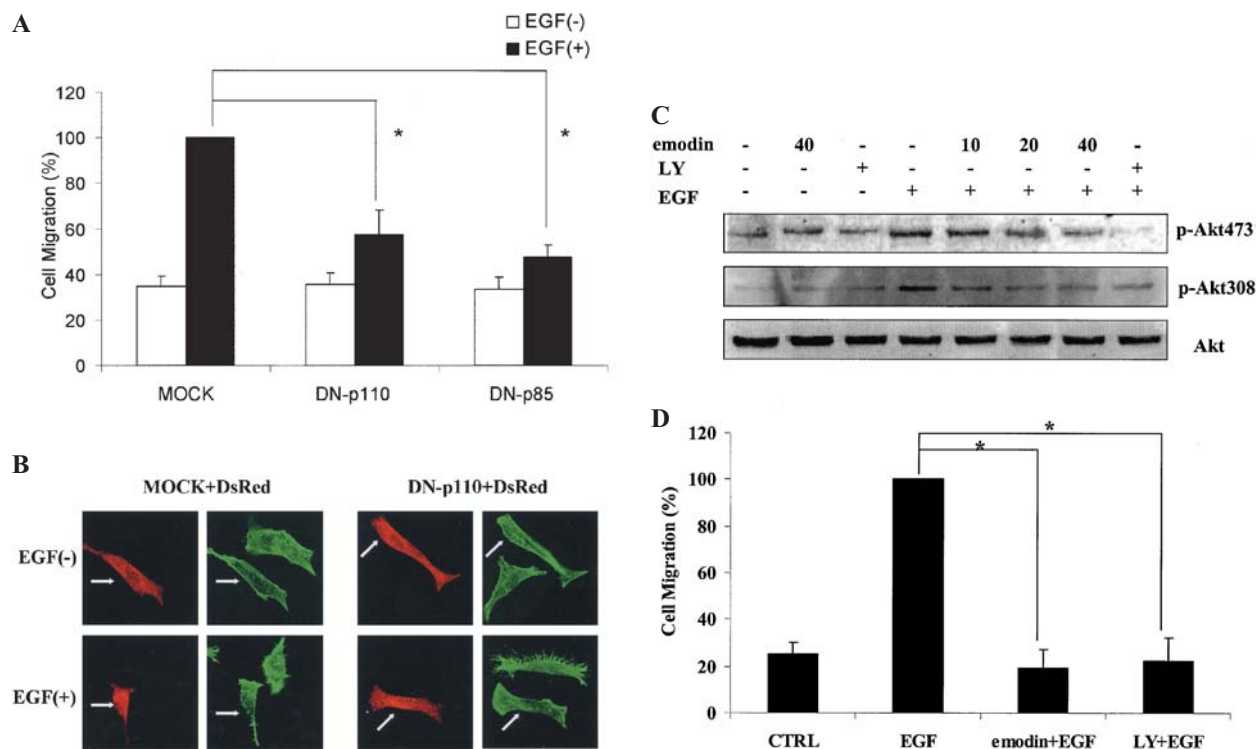 A
EGF(-)
EGF(+)
120
100
80
60
40
20
0
Cell Migration (%)
*
*
MOCK
DN-p110
DN-p85
B
MOCK+DsRed
DN-p110+DsRed
EGF(-)
EGF(+)
C
emodin - 40 - - 10 20 40 -
LY - - + - - - - +
EGF - - - + + + + +
p-Akt473
p-Akt308
Akt
D
120
100
80
60
40
20
0
Cell Migration (%)
*
*
CTRL
EGF
emodin+EGF
LY+EGF